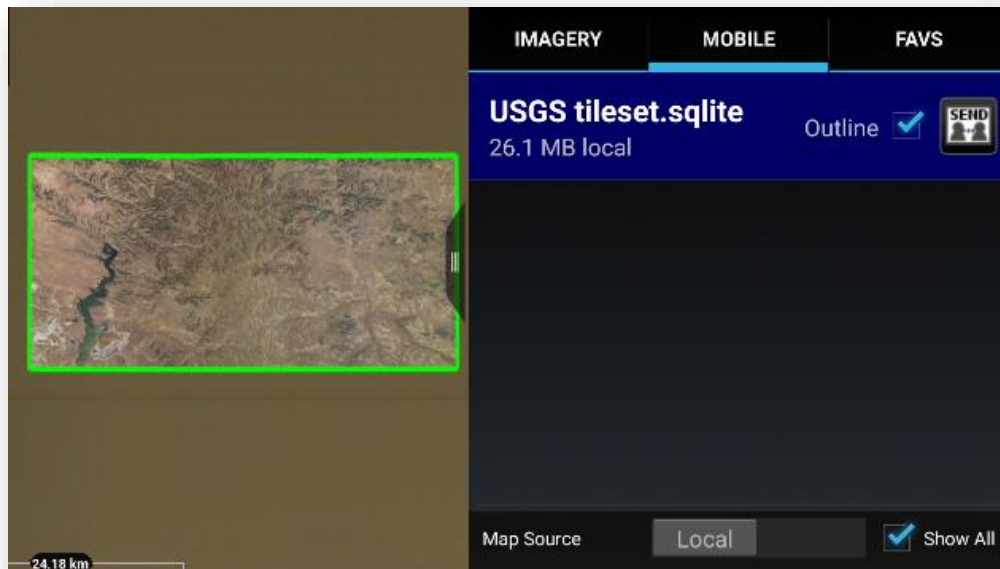 IMAGERY MOBILE FAVS
USGS tileset.sqlite
26.1 MB local
Outline
SEND
Map Source Local Show All
24.18 km